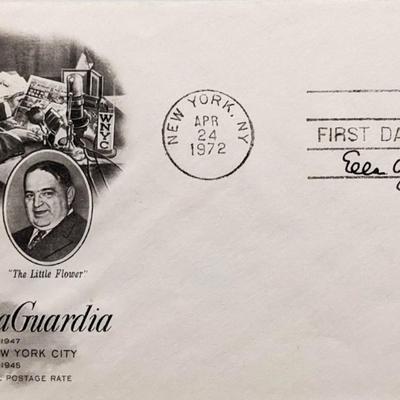 WNYC
"The Little Flower"
aGuardia
1947
W YORK CITY
1945
POSTAGE RATE
NEW YORK, NY
APR
24
1972
FIRST DA
Ella